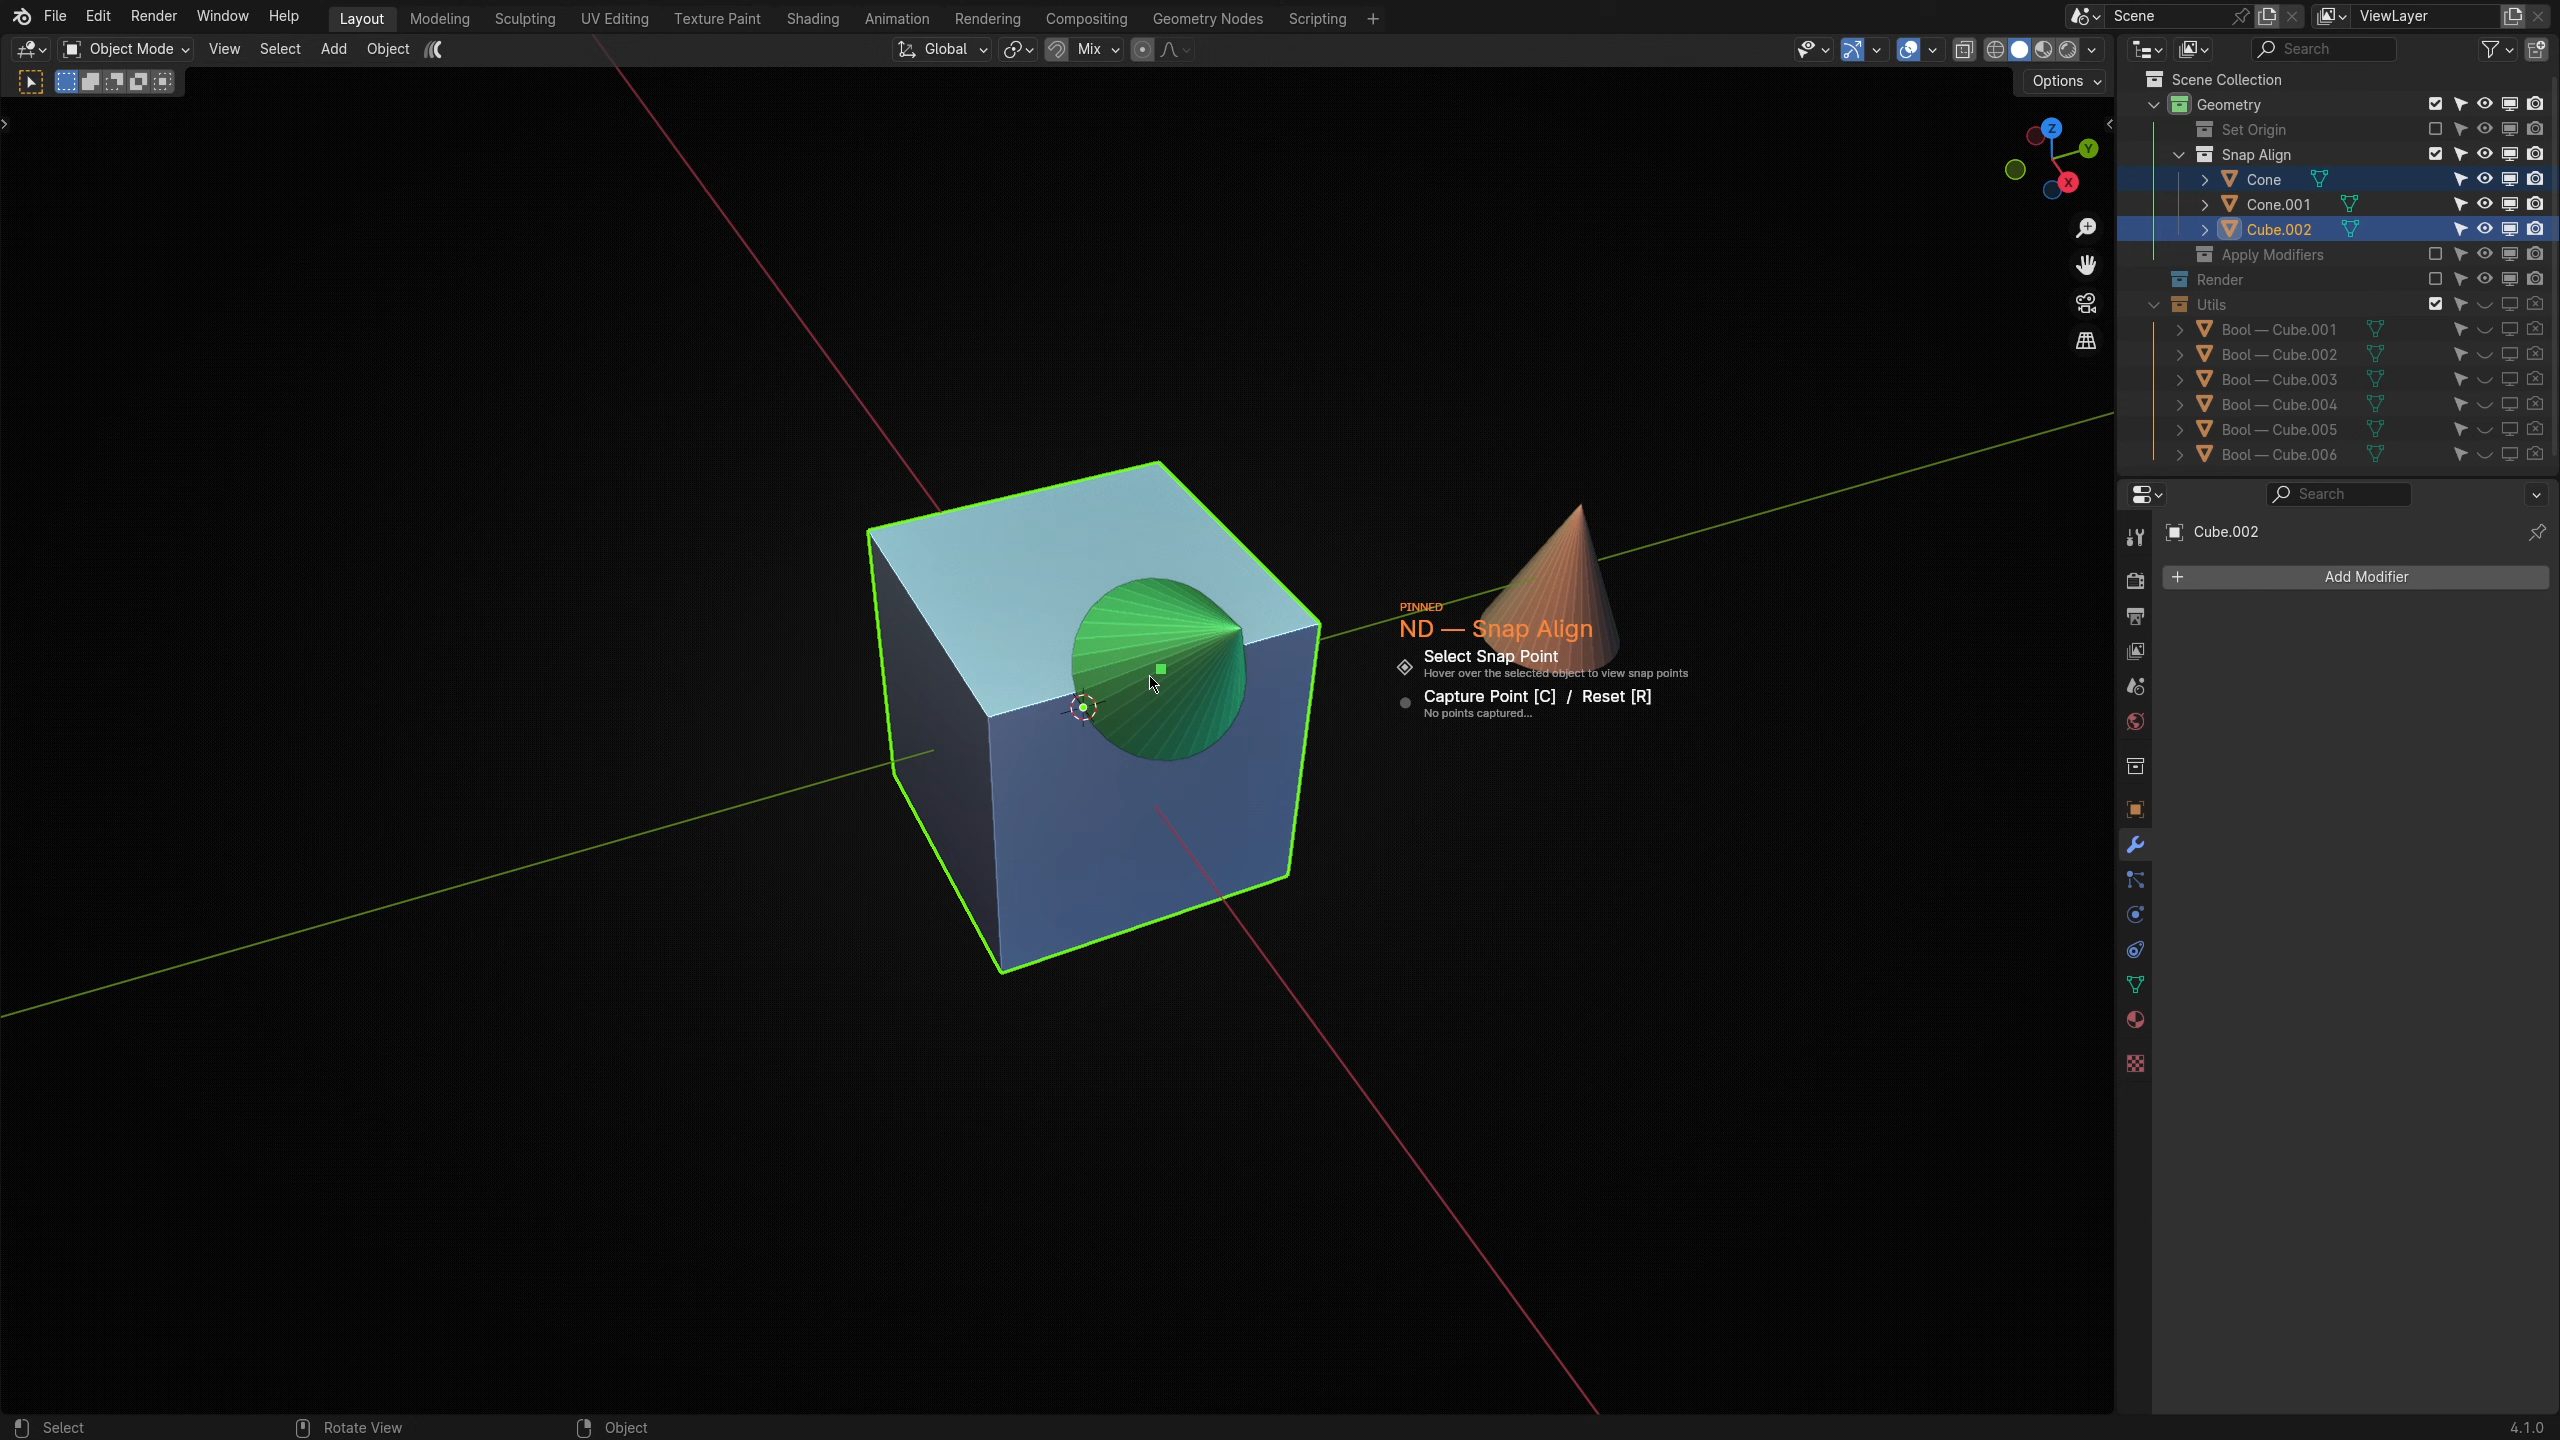 File Edit Render Window Help Layout Modeling Sculpting UV Editing Texture Paint Shading Animation Rendering Compositing Geometry Nodes Scripting + Scene ViewLayer
Object Mode View Select Add Object Global Mix Search
Options
Scene Collection
Geometry
Set Origin
Snap Align
Cone
Cone.001
Cube.002
Apply Modifiers
Render
Utils
Bool — Cube.001
Bool — Cube.002
Bool — Cube.003
Bool — Cube.004
Bool — Cube.005
Bool — Cube.006
Z
Y
X
Search
Cube.002
+ Add Modifier
PINNED
ND — Snap Align
Select Snap Point
Hover over the selected object to view snap points
Capture Point [C] / Reset [R]
No points captured...
Select Rotate View Object 4.1.0